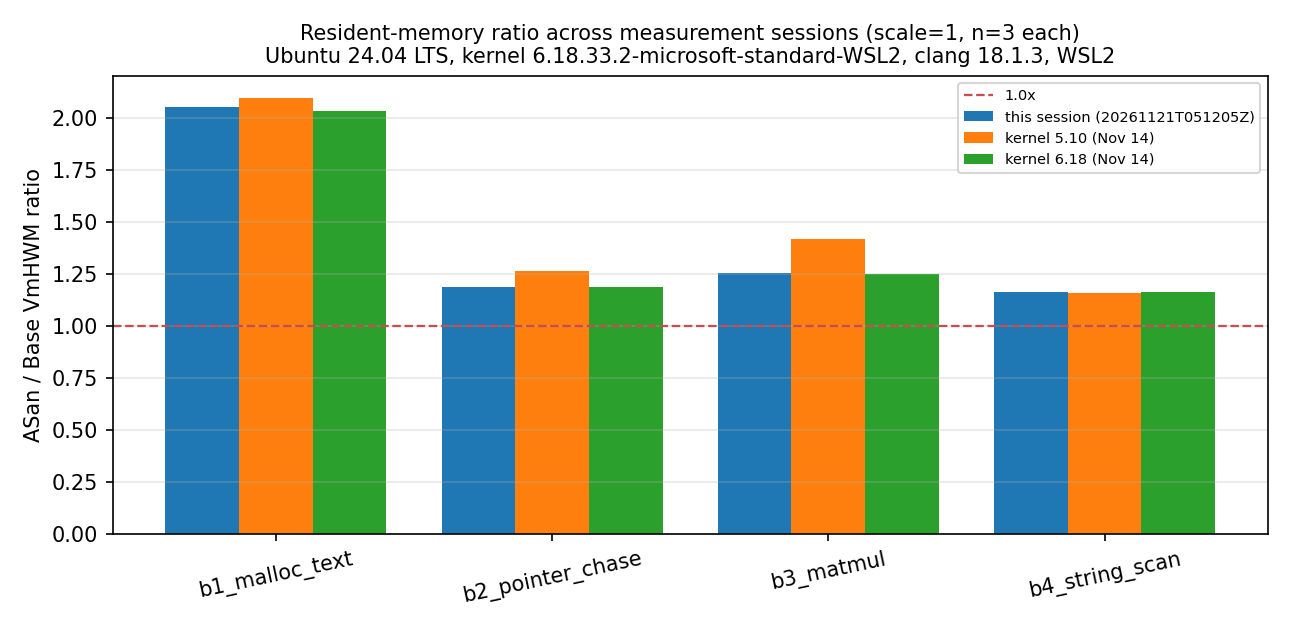 Resident-memory ratio across measurement sessions (scale=1, n=3 each)
Ubuntu 24.04 LTS, kernel 6.18.33.2-microsoft-standard-WSL2, clang 18.1.3, WSL2
1.0x
this session (20261121T051205Z)
kernel 5.10 (Nov 14)
kernel 6.18 (Nov 14)
ASan / Base VmHWM ratio
2.00
1.75
1.50
1.25
1.00
0.75
0.50
0.25
0.00
b1_malloc_text
b2_pointer_chase
b3_matmul
b4_string_scan